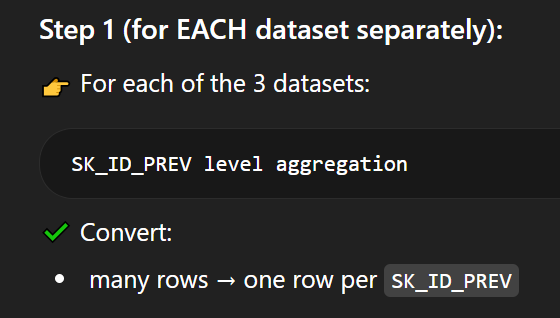 Step 1 (for EACH dataset separately):
👉 For each of the 3 datasets:
SK_ID_PREV level aggregation
✔ Convert:
• many rows → one row per SK_ID_PREV